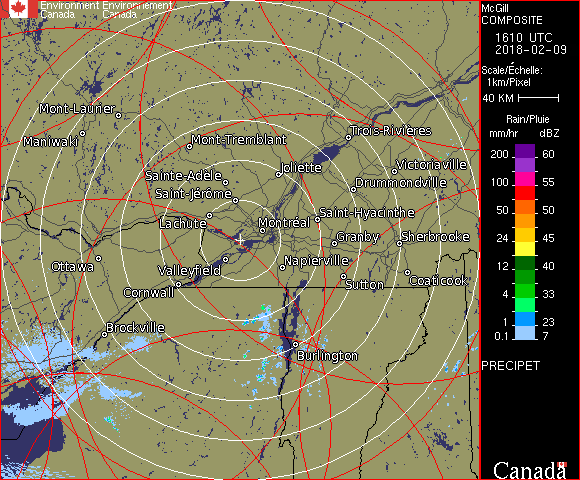 Environment Environnement
Canada Canada
McGill
COMPOSITE
1610 UTC
2018-02-09
Scale/Échelle:
1km/Pixel
40 KM
Rain/Pluie
mm/hr dBZ
200 60
100 55
50 50
24 45
12 40
4 33
1 23
0.1 7
PRECIPET
Mont-Laurier
Maniwaki
Mont-Tremblant
Trois-Rivières
Sainte-Adèle
Joliette
Victoriaville
Saint-Jérôme
Drummondville
Lachute
Montréal
Saint-Hyacinthe
Granby
Sherbrooke
Ottawa
Valleyfield
Napierville
Cornwall
Sutton
Coaticook
Brockville
Burlington
Canada